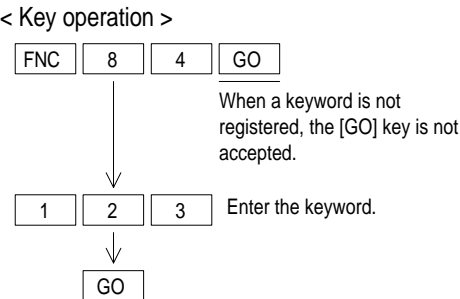 < Key operation >
FNC 8 4 GO
When a keyword is not
registered, the [GO] key is not
accepted.
1 2 3 Enter the keyword.
GO